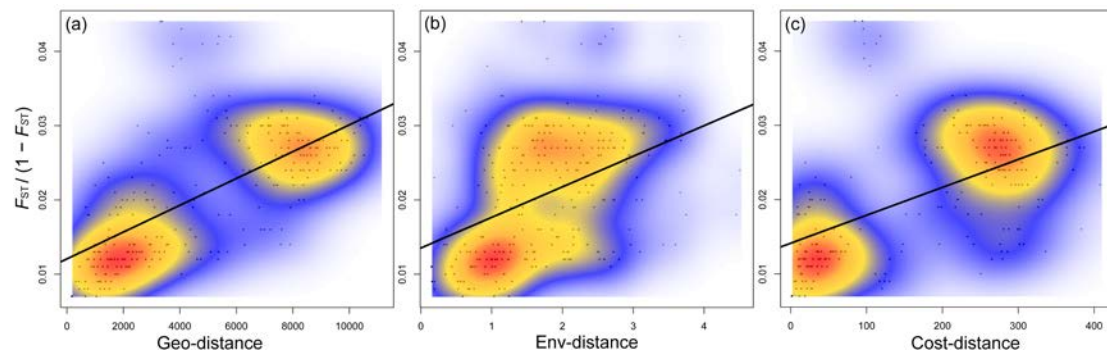 (a)
(b)
(c)
F_ST / (1 − F_ST)
0.04
0.03
0.02
0.01
0 2000 4000 6000 8000 10000
Geo-distance
0.04
0.03
0.02
0.01
0 1 2 3 4
Env-distance
0.04
0.03
0.02
0.01
0 100 200 300 400
Cost-distance